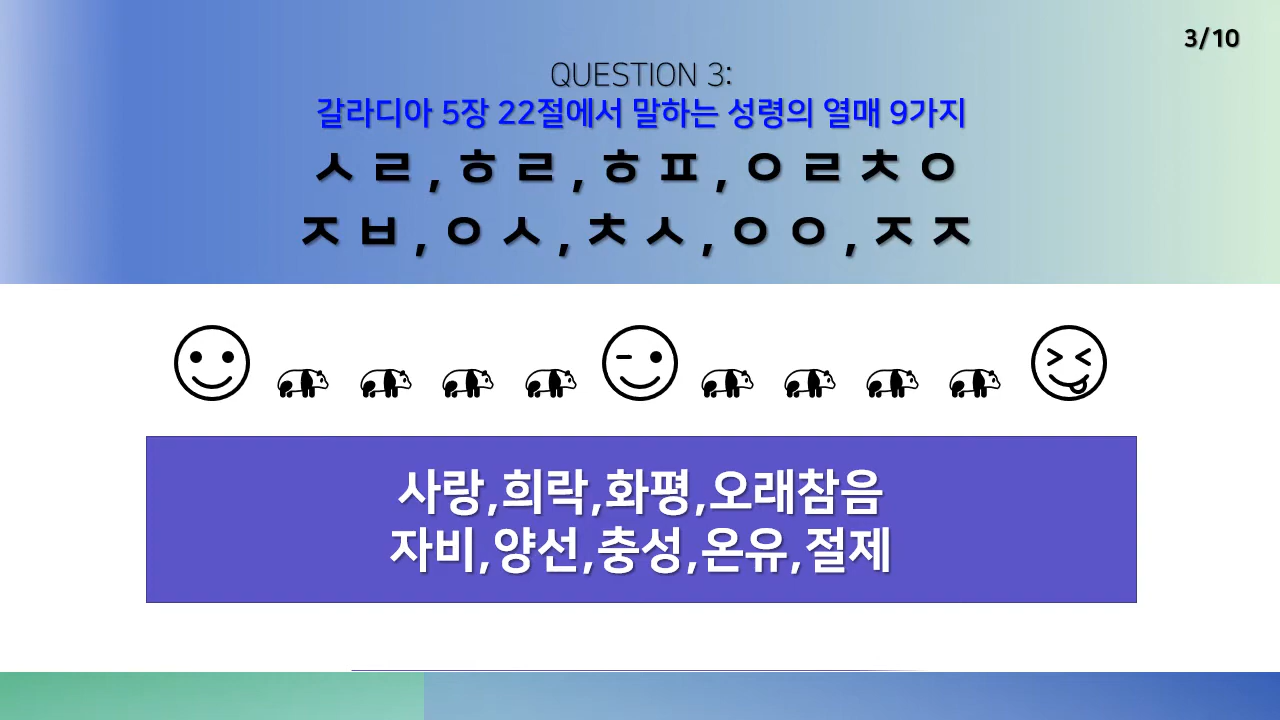 3/10
QUESTION 3:
갈라디아 5장 22절에서 말하는 성령의 열매 9가지
ㅅㄹ,ㅎㄹ,ㅎㅍ,ㅇㄹㅊㅇ
ㅈㅂ,ㅇㅅ,ㅊㅅ,ㅇㅇ,ㅈㅈ
사랑,희락,화평,오래참음
자비,양선,충성,온유,절제